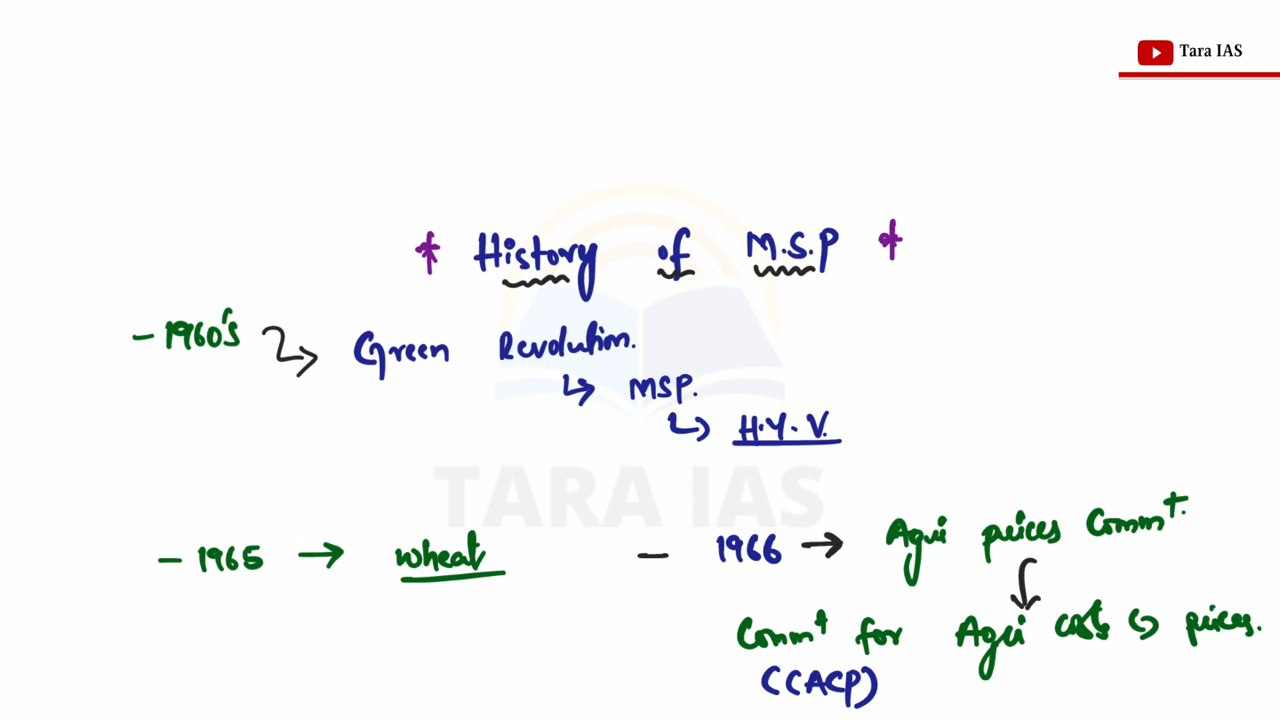 Tara IAS
* History of M.S.P *
- 1960's → Green Revolution.
↳ MSP.
↳ H.Y.V.
TARA IAS
- 1965 → wheat
- 1966 → Agri prices Commt.
Commt for Agri costs & prices.
(CACP)